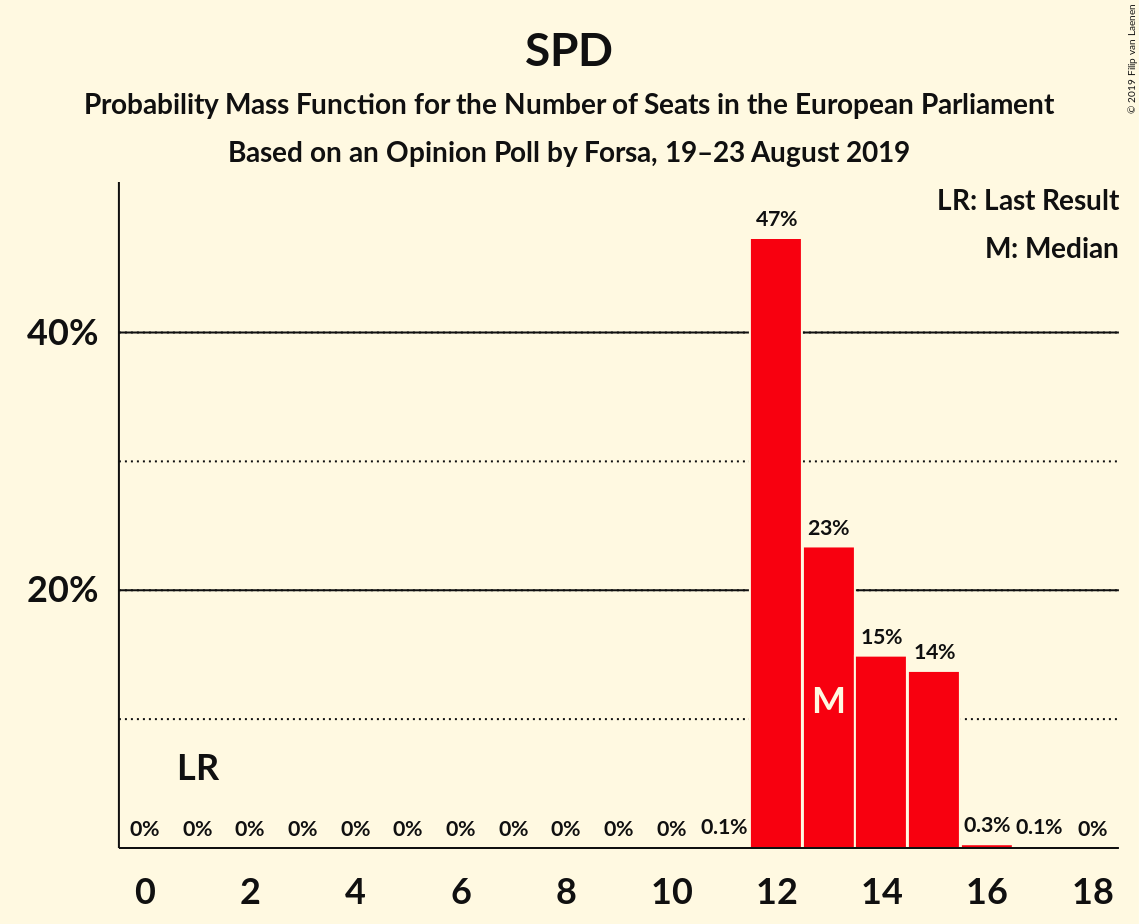 SPD
Probability Mass Function for the Number of Seats in the European Parliament
Based on an Opinion Poll by Forsa, 19–23 August 2019
© 2019 Filip van Laenen
LR: Last Result
M: Median
40%
20%
47%
23%
15%
14%
M
LR
0% 0% 0% 0% 0% 0% 0% 0% 0% 0% 0% 0.1% 0.3% 0.1% 0%
0 2 4 6 8 10 12 14 16 18